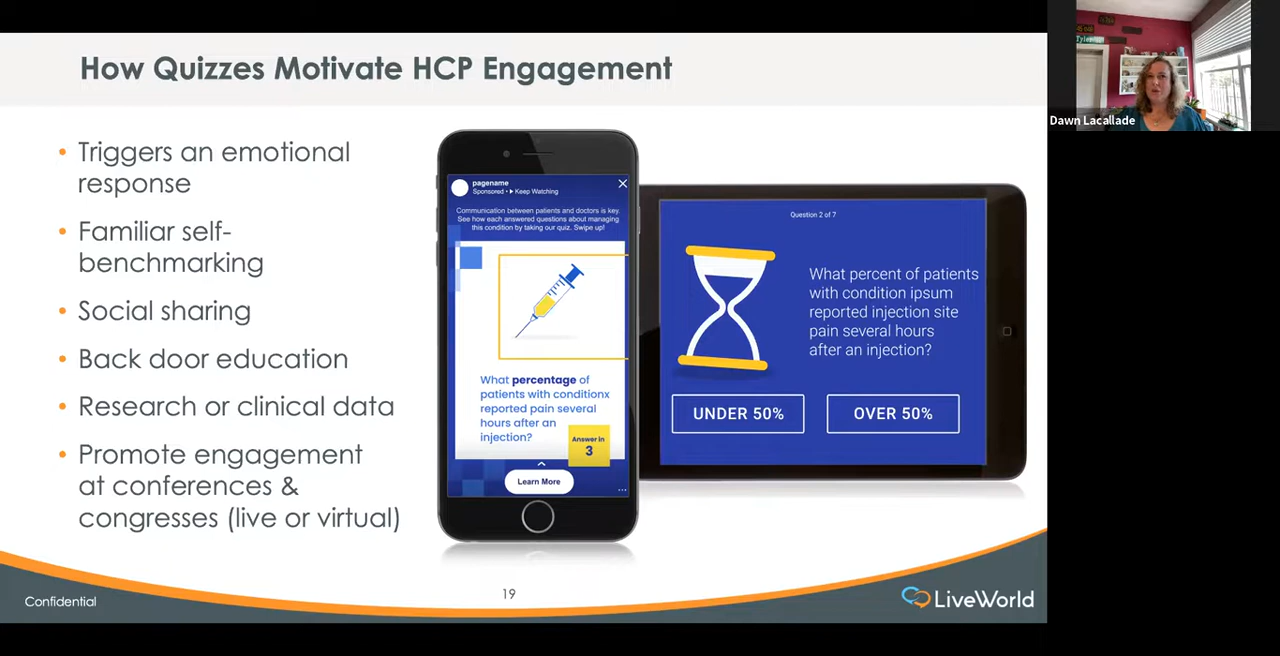 How Quizzes Motivate HCP Engagement
• Triggers an emotional
response
• Familiar self-
benchmarking
• Social sharing
• Back door education
• Research or clinical data
• Promote engagement
at conferences &
congresses (live or virtual)
pagename
Sponsored • ▶ Keep Watching
Communication between patients and doctors is key.
See how each answered questions about managing
this condition by taking our quiz. Swipe up!
What percentage of
patients with conditionx
reported pain several
hours after an
injection?
Answer in
3
Learn More
Question 2 of 7
What percent of patients
with condition ipsum
reported injection site
pain several hours
after an injection?
UNDER 50%
OVER 50%
Confidential
19
LiveWorld
Dawn Lacallade